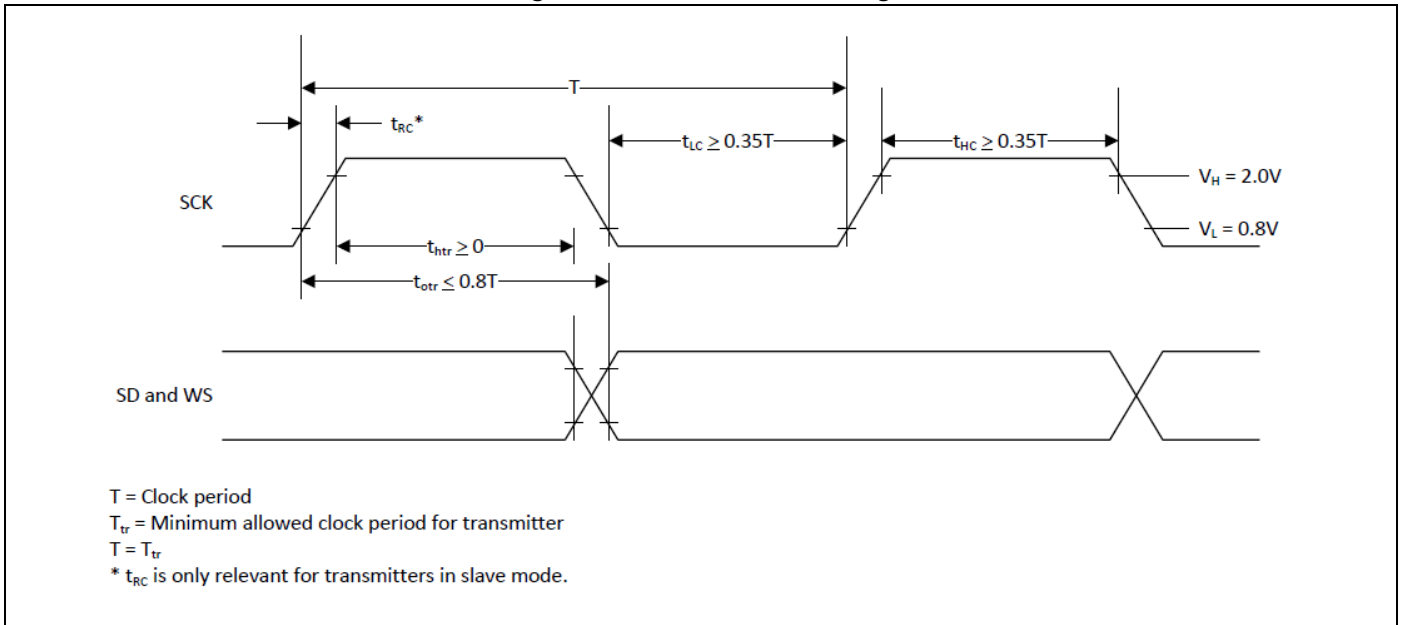 T
t_RC*
t_LC ≥ 0.35T
t_HC ≥ 0.35T
V_H = 2.0V
SCK
V_L = 0.8V
t_htr ≥ 0
t_otr ≤ 0.8T
SD and WS
T = Clock period
T_tr = Minimum allowed clock period for transmitter
T = T_tr
* t_RC is only relevant for transmitters in slave mode.